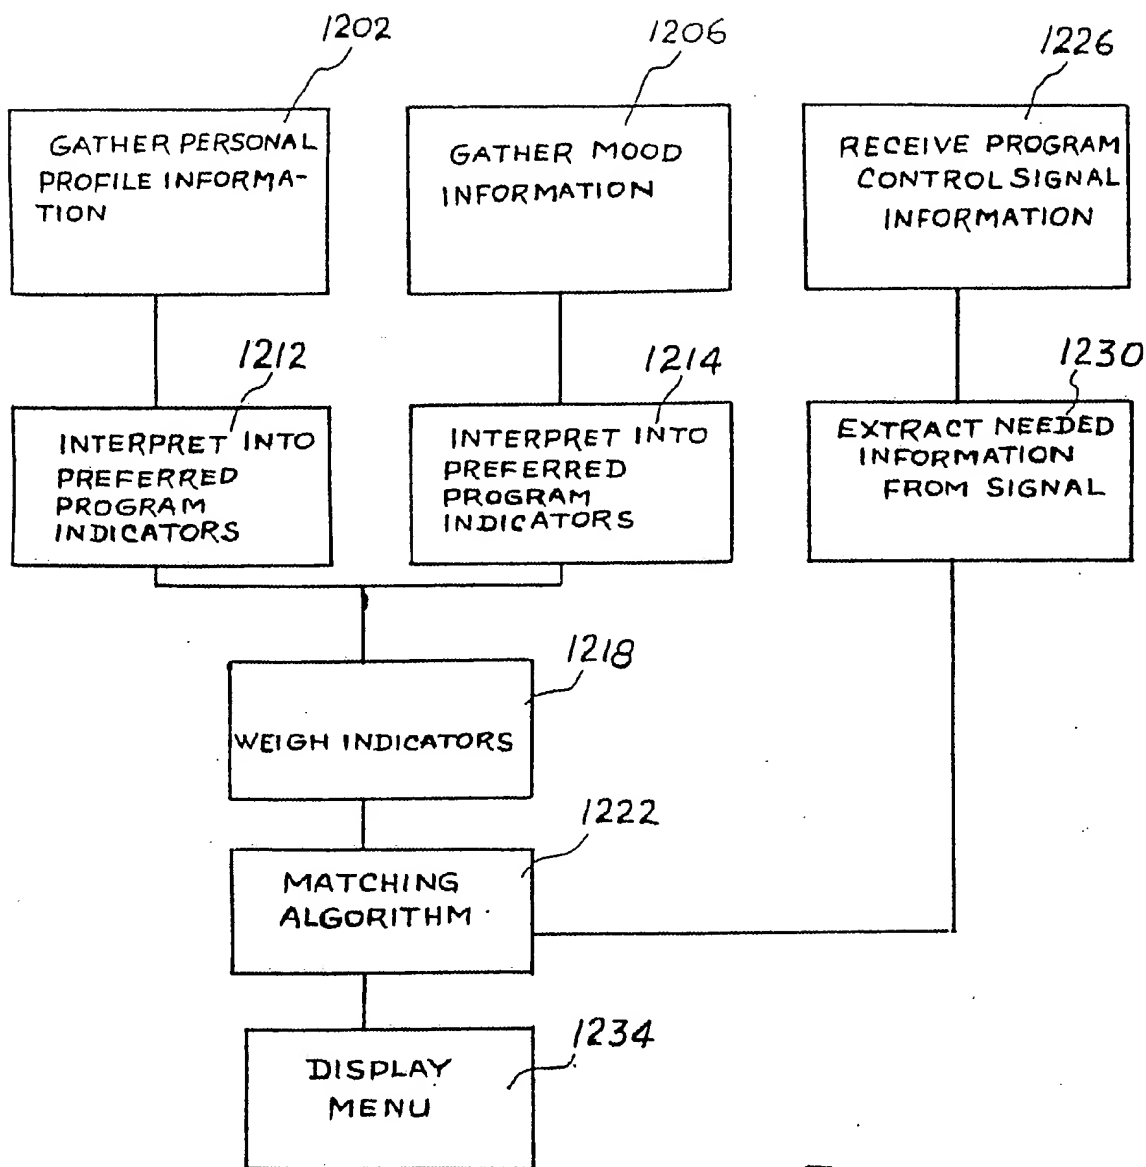 1202
GATHER PERSONAL
PROFILE INFORMA-
TION
1206
GATHER MOOD
INFORMATION
1226
RECEIVE PROGRAM
CONTROL SIGNAL
INFORMATION
1212
INTERPRET INTO
PREFERRED
PROGRAM
INDICATORS
1214
INTERPRET INTO
PREFERRED
PROGRAM
INDICATORS
1230
EXTRACT NEEDED
INFORMATION
FROM SIGNAL
1218
WEIGH INDICATORS
1222
MATCHING
ALGORITHM
1234
DISPLAY
MENU